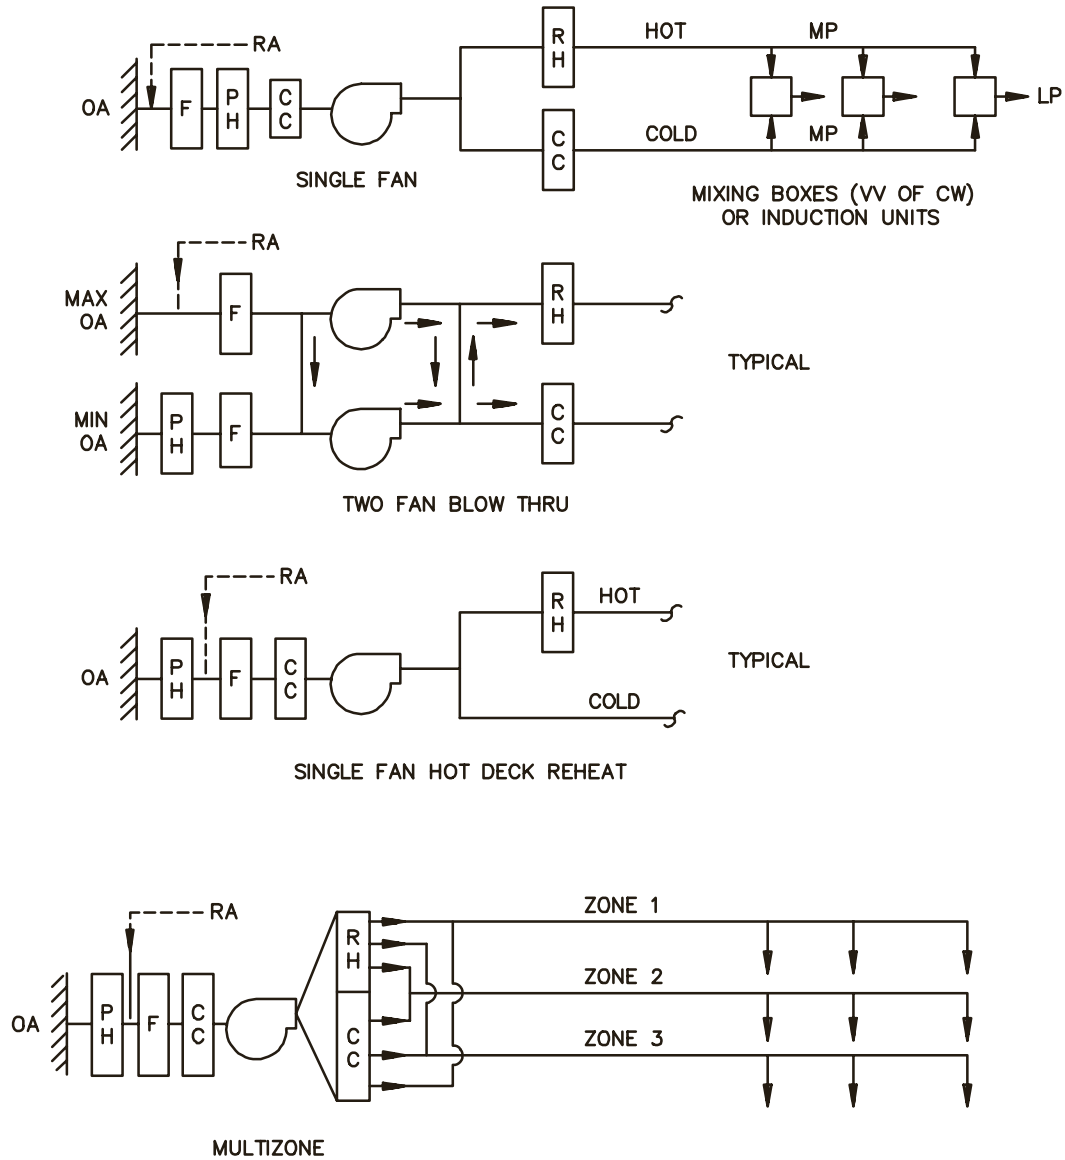 RA
R
H
HOT
MP
OA
F
P
H
C
C
C
C
COLD
MP
LP
SINGLE FAN
MIXING BOXES (VV OF CW)
OR INDUCTION UNITS
RA
MAX
OA
F
R
H
TYPICAL
MIN
OA
P
H
F
C
C
TWO FAN BLOW THRU
RA
R
H
HOT
OA
P
H
F
C
C
TYPICAL
COLD
SINGLE FAN HOT DECK REHEAT
RA
R
H
ZONE 1
ZONE 2
OA
P
H
F
C
C
C
C
ZONE 3
MULTIZONE